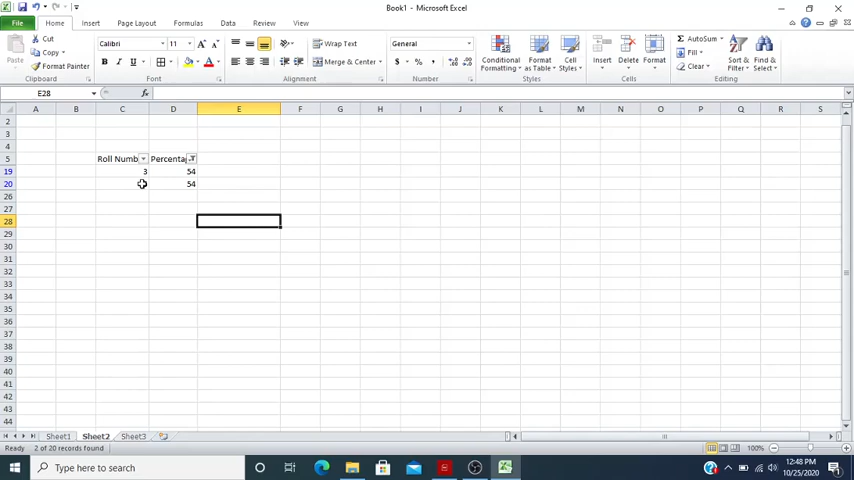 Book1 - Microsoft Excel
File Home Insert Page Layout Formulas Data Review View
Cut
Copy
Format Painter
Paste
Calibri 11
B I U
Wrap Text
Merge & Center
General
$ % ,
Conditional Formatting
Format as Table
Cell Styles
Insert Delete Format
AutoSum
Fill
Clear
Sort & Filter
Find & Select
Clipboard Font Alignment Number Styles Cells Editing
E28 fx
A B C D E F G H I J K L M N O P Q R S
2
3
4
5 Roll Numb Percenta
19 3 54
20 54
26
27
28
29
30
31
32
33
34
35
36
37
38
39
40
41
42
43
44
Sheet1 Sheet2 Sheet3
Ready 2 of 20 records found 100%
Type here to search
12:48 PM
10/25/2020